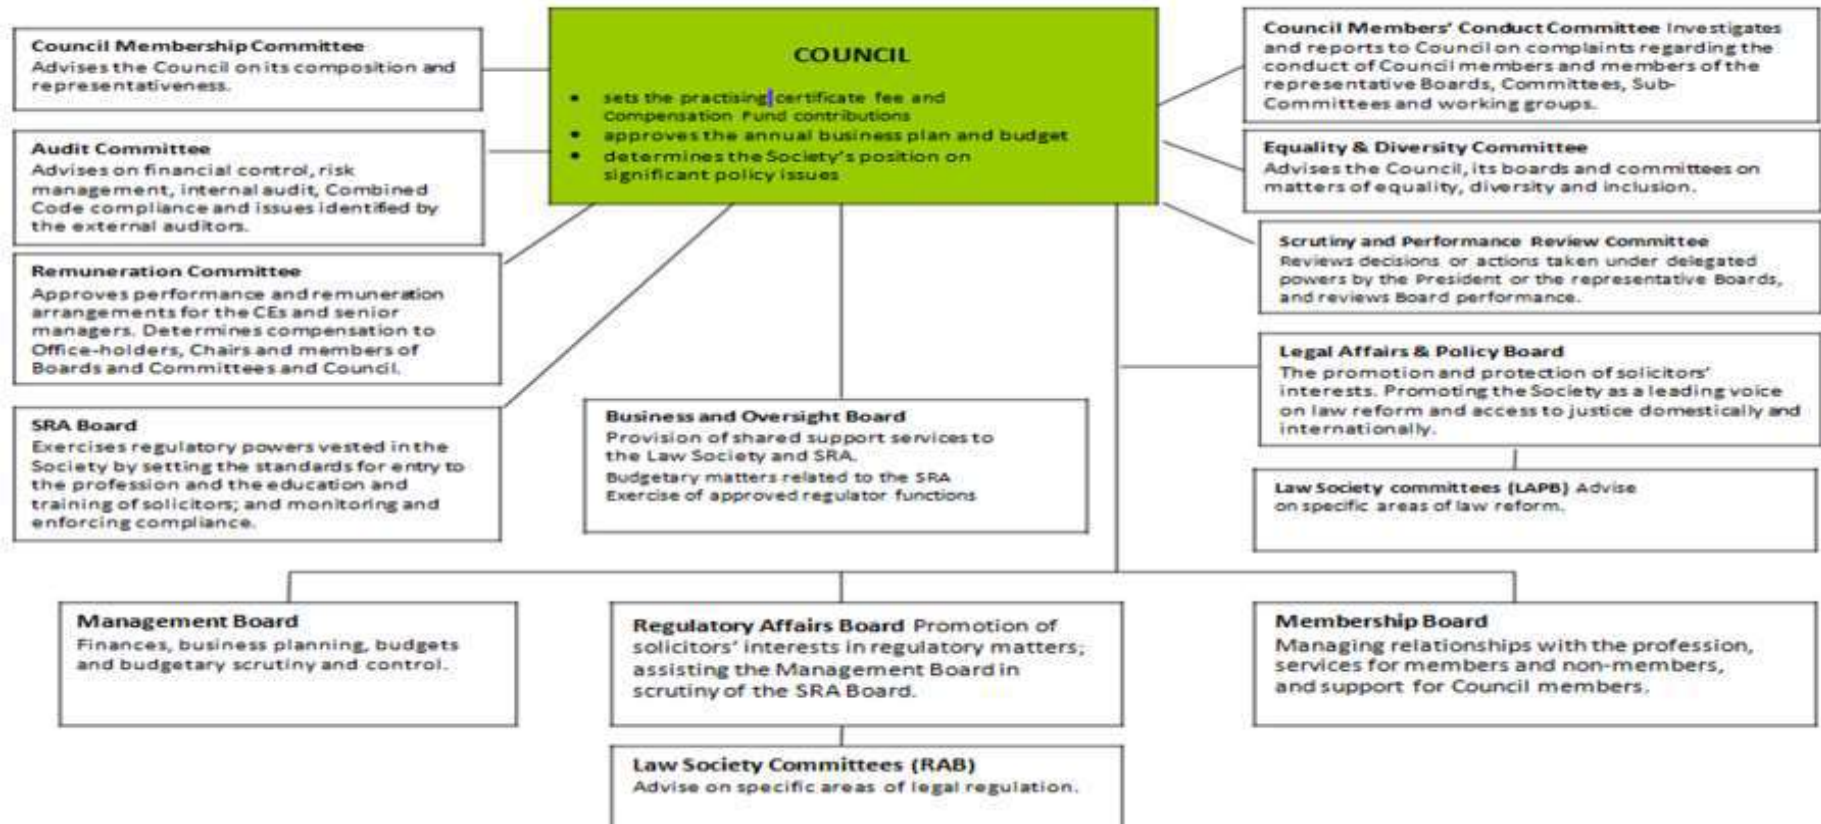 COUNCIL
sets the practising certificate fee and
Compensation Fund contributions
approves the annual business plan and budget
determines the Society's position on
significant policy issues
Council Membership Committee
Advises the Council on its composition and
representativeness.
Audit Committee
Advises on financial control, risk
management, internal audit, Combined
Code compliance and issues identified by
the external auditors.
Remuneration Committee
Approves performance and remuneration
arrangements for the CEs and senior
managers. Determines compensation to
Office-holders, Chairs and members of
Boards and Committees and Council.
SRA Board
Exercises regulatory powers vested in the
Society by setting the standards for entry to
the profession and the education and
training of solicitors; and monitoring and
enforcing compliance.
Business and Oversight Board
Provision of shared support services to
the Law Society and SRA.
Budgetary matters related to the SRA
Exercise of approved regulator functions
Council Members' Conduct Committee Investigates
and reports to Council on complaints regarding the
conduct of Council members and members of the
representative Boards, Committees, Sub-
Committees and working groups.
Equality & Diversity Committee
Advises the Council, its boards and committees on
matters of equality, diversity and inclusion.
Scrutiny and Performance Review Committee
Reviews decisions or actions taken under delegated
powers by the President or the representative Boards,
and reviews Board performance.
Legal Affairs & Policy Board
The promotion and protection of solicitors'
interests. Promoting the Society as a leading voice
on law reform and access to justice domestically and
internationally.
Law Society committees (LAPB) Advise
on specific areas of law reform.
Management Board
Finances, business planning, budgets
and budgetary scrutiny and control.
Regulatory Affairs Board Promotion of
solicitors' interests in regulatory matters;
assisting the Management Board in
scrutiny of the SRA Board.
Law Society Committees (RAB)
Advise on specific areas of legal regulation.
Membership Board
Managing relationships with the profession,
services for members and non-members,
and support for Council members.